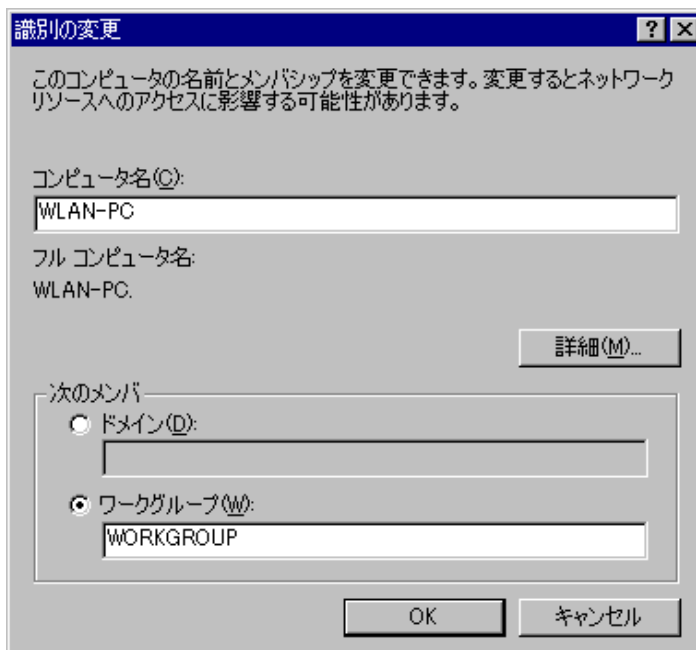 識別の変更
このコンピュータの名前とメンバシップを変更できます。変更するとネットワーク
リソースへのアクセスに影響する可能性があります。
コンピュータ名(C):
WLAN-PC
フル コンピュータ名:
WLAN-PC.
詳細(M)...
次のメンバ
ドメイン(D):
ワークグループ(W):
WORKGROUP
OK キャンセル